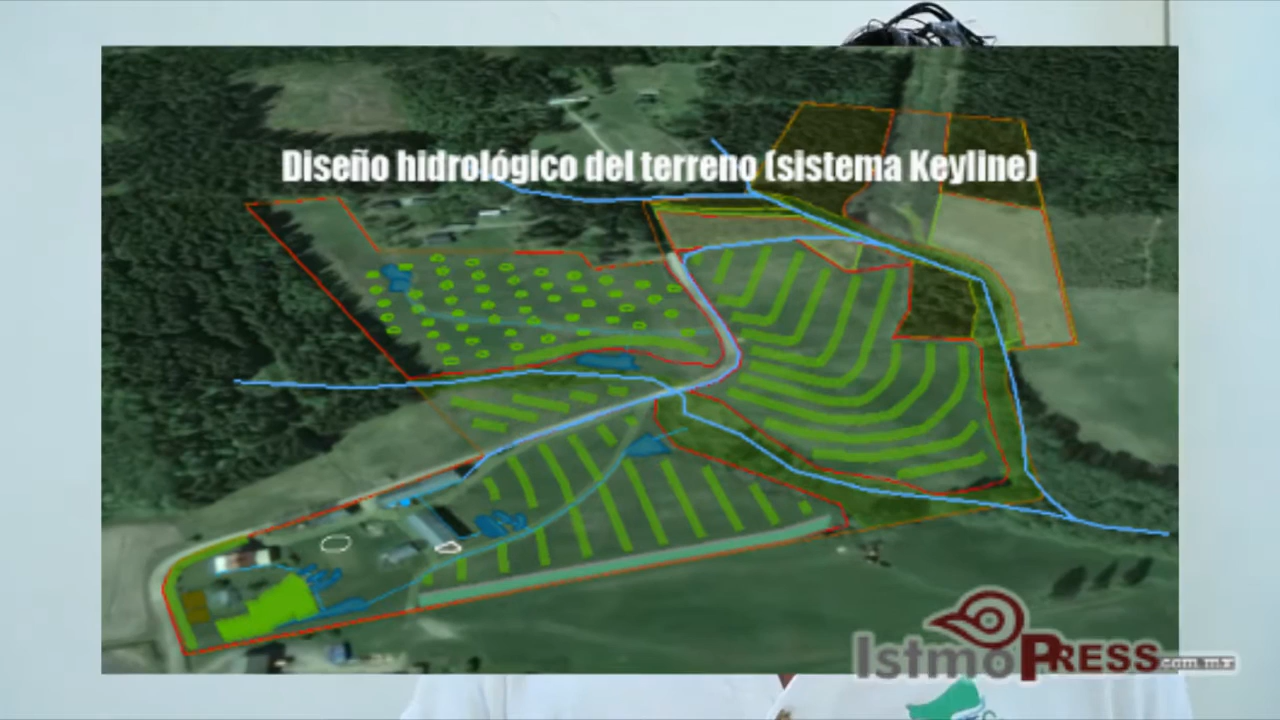 Diseño hidrológico del terreno (sistema Keyline)
IstmoPRESS.com.mx